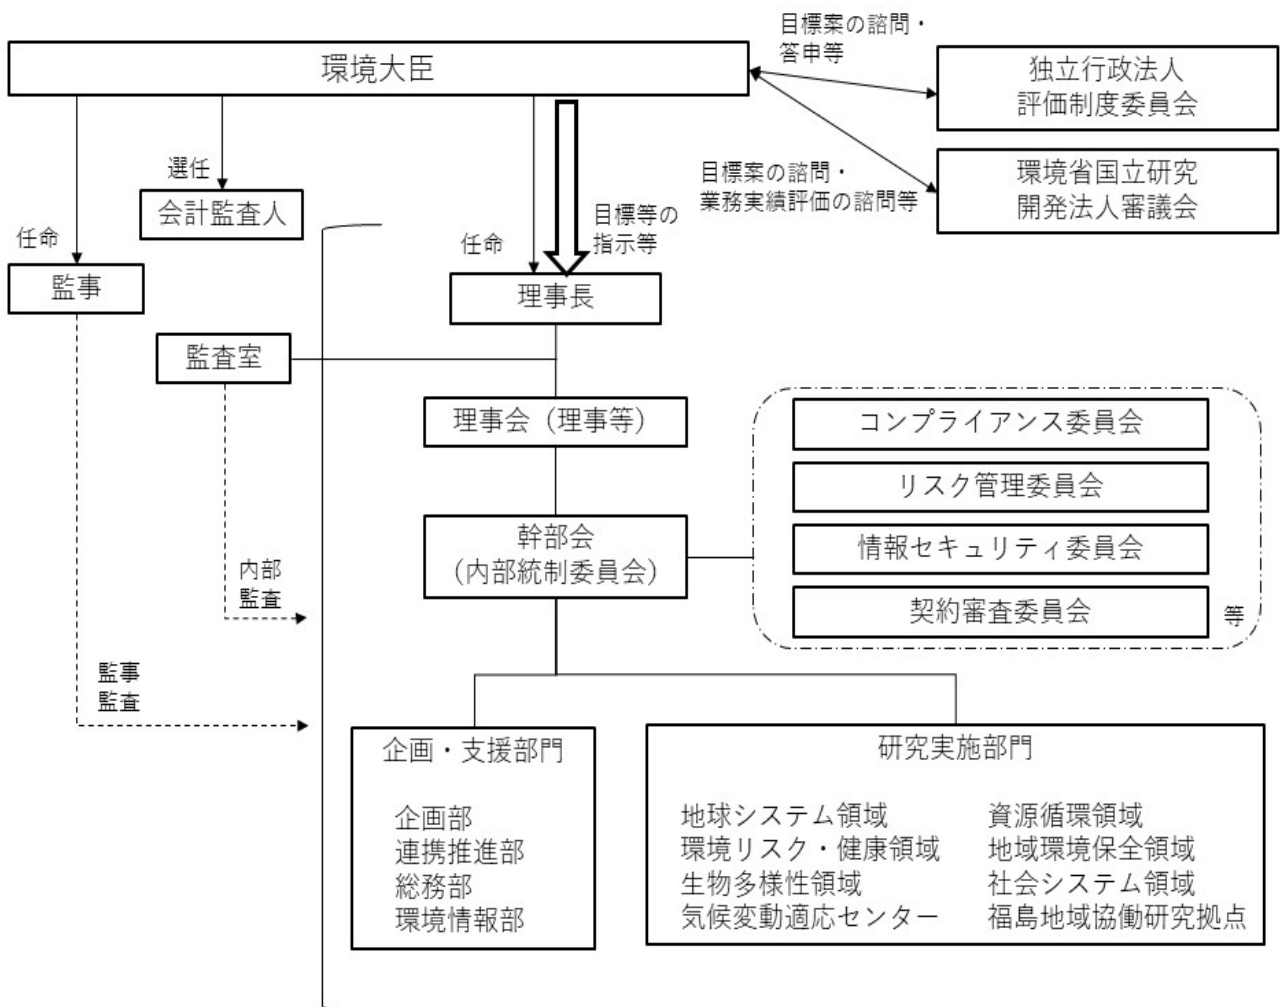 目標案の諮問・
答申等
環境大臣
独立行政法人
評価制度委員会
選任
目標案の諮問・
業務実績評価の諮問等
環境省国立研究
開発法人審議会
会計監査人
任命
目標等の
指示等
任命
監事
理事長
監査室
理事会（理事等）
コンプライアンス委員会
リスク管理委員会
幹部会
（内部統制委員会）
情報セキュリティ委員会
契約審査委員会
等
内部
監査
監事
監査
企画・支援部門
企画部
連携推進部
総務部
環境情報部
研究実施部門
地球システム領域
環境リスク・健康領域
生物多様性領域
気候変動適応センター
資源循環領域
地域環境保全領域
社会システム領域
福島地域協働研究拠点